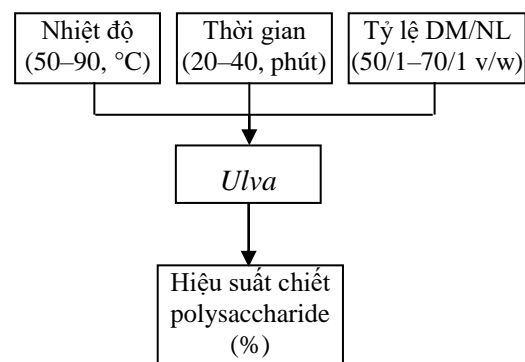 Nhiệt độ
(50–90, °C)
Thời gian
(20–40, phút)
Tỷ lệ DM/NL
(50/1–70/1 v/w)
Ulva
Hiệu suất chiết
polysaccharide
(%)